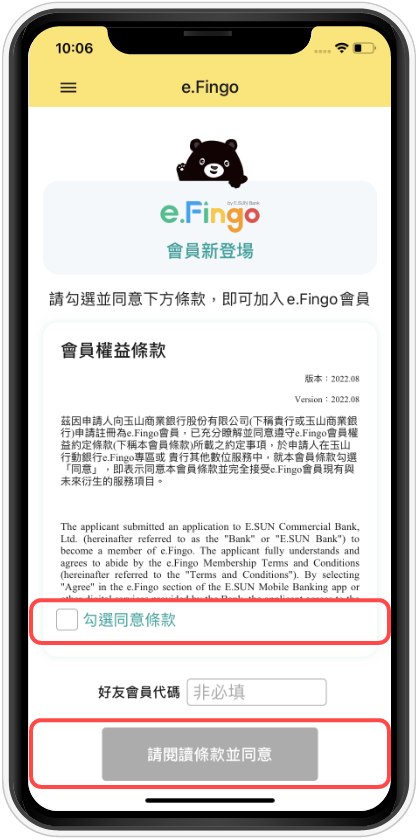 10:06
e.Fingo
by E.SUN Bank
e.Fingo
會員新登場
請勾選並同意下方條款，即可加入e.Fingo會員
會員權益條款
版本：2022.08
Version：2022.08
茲因申請人向玉山商業銀行股份有限公司(下稱貴行或玉山商業銀
行)申請註冊為e.Fingo會員，已充分瞭解並同意遵守e.Fingo會員權
益約定條款(下稱本會員條款)所載之約定事項，於申請人在玉山
行動銀行e.Fingo專區或 貴行其他數位服務中，就本會員條款勾選
「同意」，即表示同意本會員條款並完全接受e.Fingo會員現有與
未來衍生的服務項目。
The applicant submitted an application to E.SUN Commercial Bank,
Ltd. (hereinafter referred to as the "Bank" or "E.SUN Bank") to
become a member of e.Fingo. The applicant fully understands and
agrees to abide by the e.Fingo Membership Terms and Conditions
(hereinafter referred to the "Terms and Conditions"). By selecting
"Agree" in the e.Fingo section of the E.SUN Mobile Banking app or
other digital services provided by the Bank, the applicant agrees to the
勾選同意條款
好友會員代碼 非必填
請閱讀條款並同意